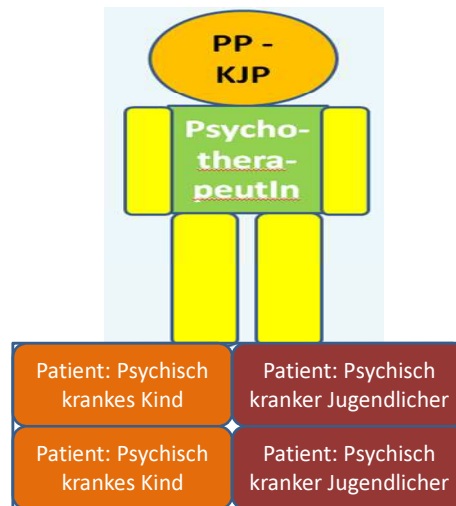 PP -
KJP
Psycho-
thera-
peutIn
Patient: Psychisch
krankes Kind
Patient: Psychisch
kranker Jugendlicher
Patient: Psychisch
krankes Kind
Patient: Psychisch
kranker Jugendlicher